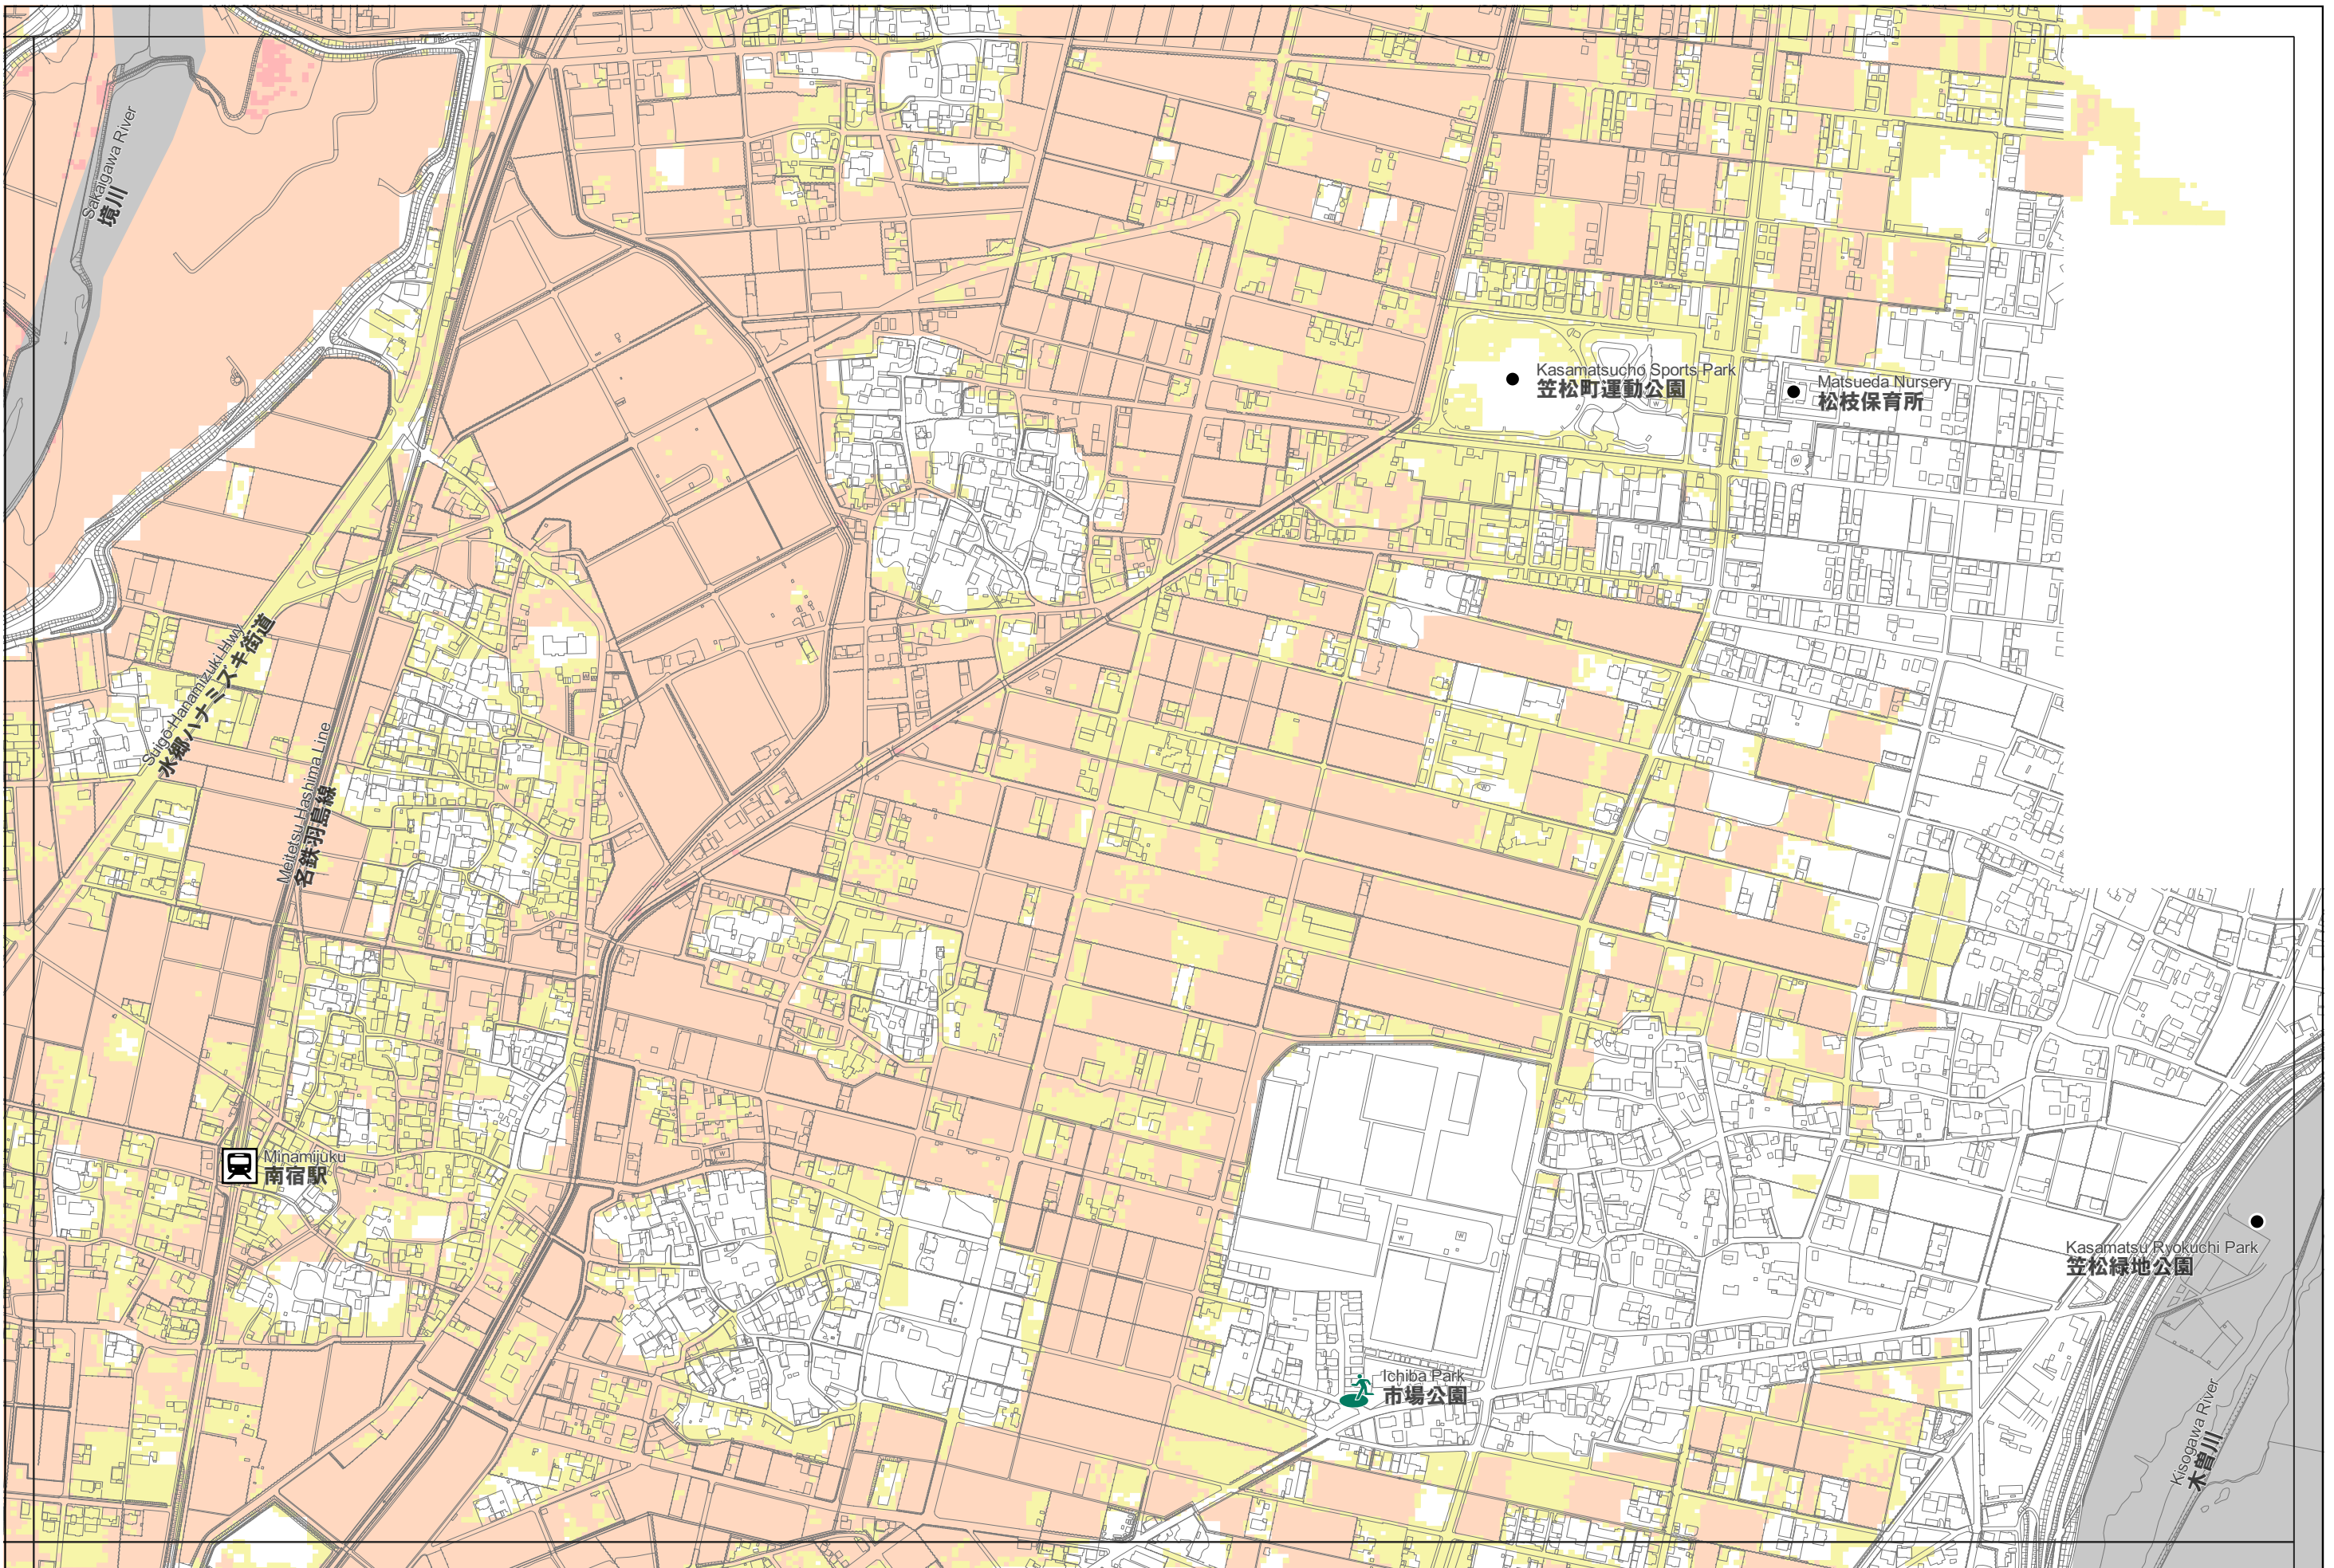 Sakaigawa River
境川
Kasamatsucho Sports Park
笠松町運動公園
Matsueda Nursery
松枝保育所
Suigo-Hanamizuki Hwy
水郷ハナミズキ街道
Meitetsu Hashima Line
名鉄羽島線
Minamijuku
南宿駅
Kasamatsu Ryokuchi Park
笠松緑地公園
Ichiba Park
市場公園
Kisogawa River
木曽川